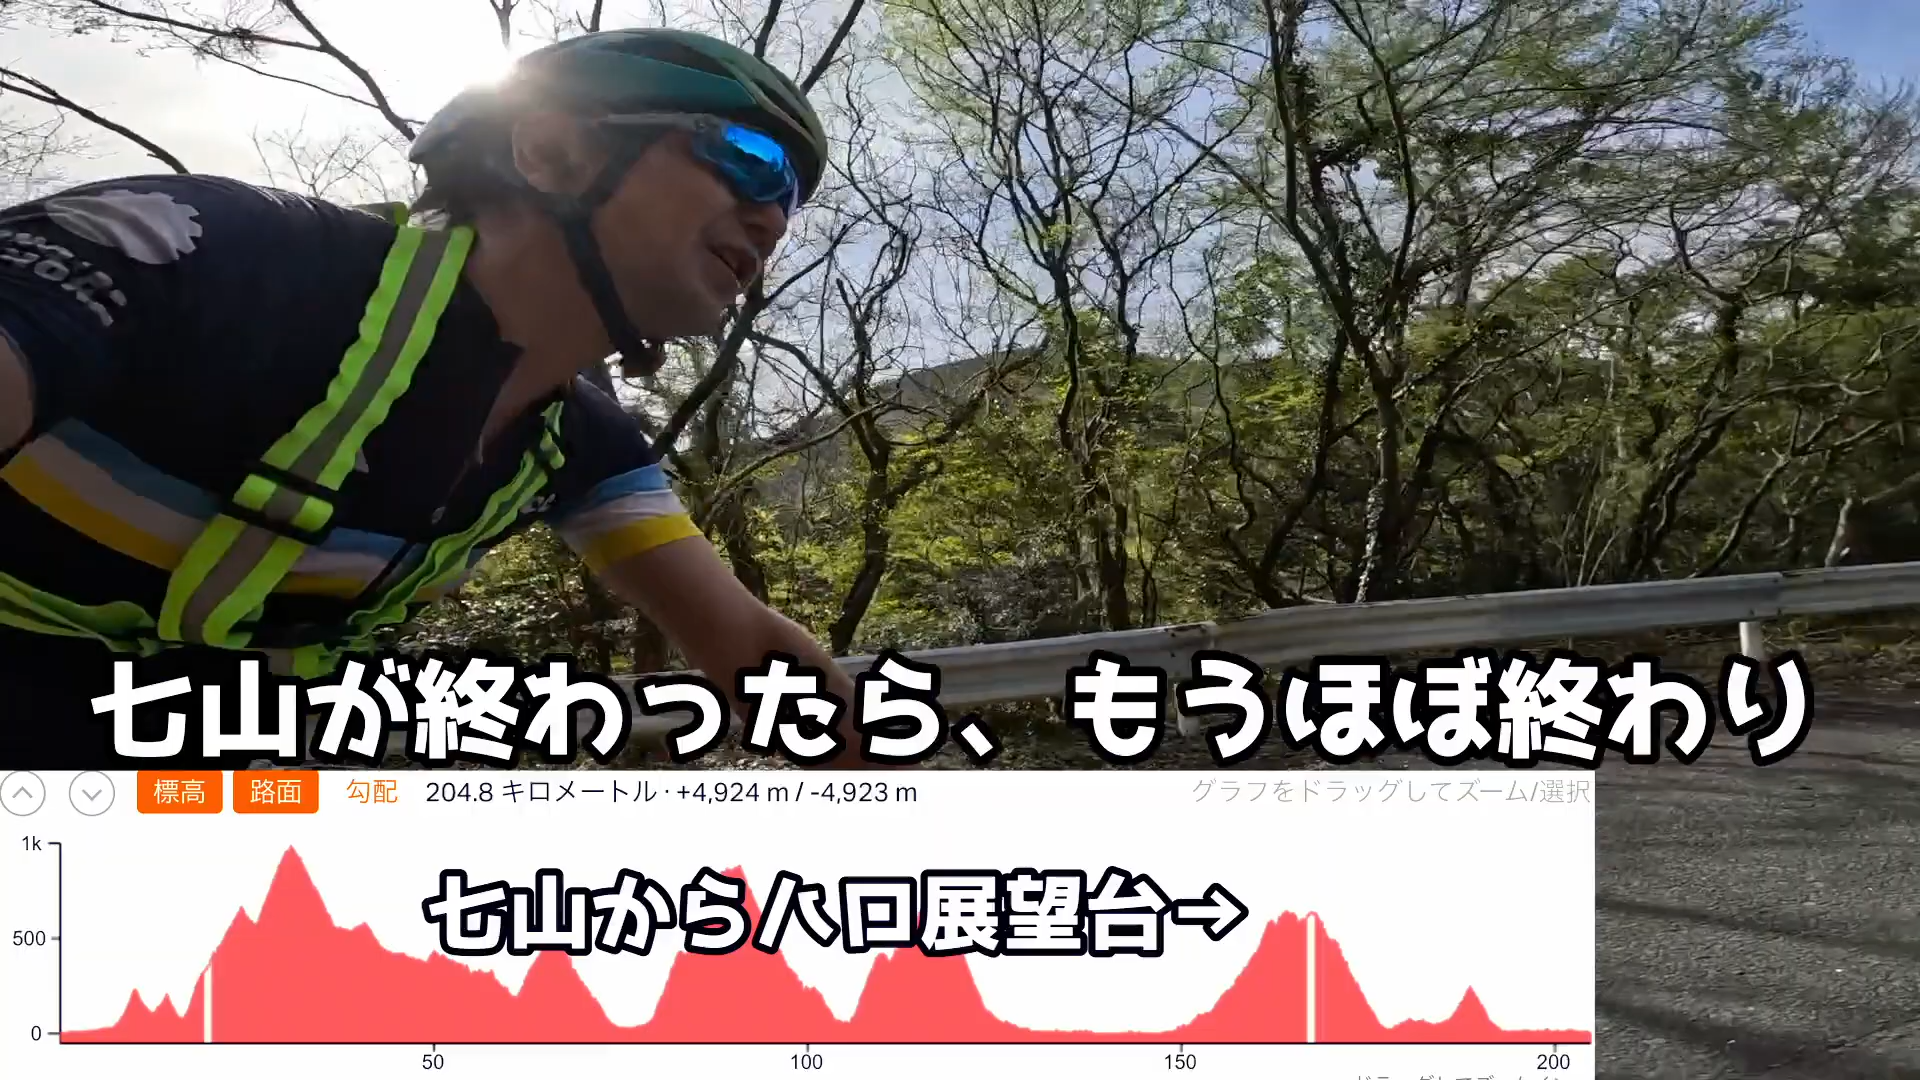 七山が終わったら、もうほぼ終わり
標高 路面 勾配 204.8 キロメートル · +4,924 m / -4,923 m グラフをドラッグしてズーム/選択
1k
七山から八ロ展望台→
500
0
50 100 150 200